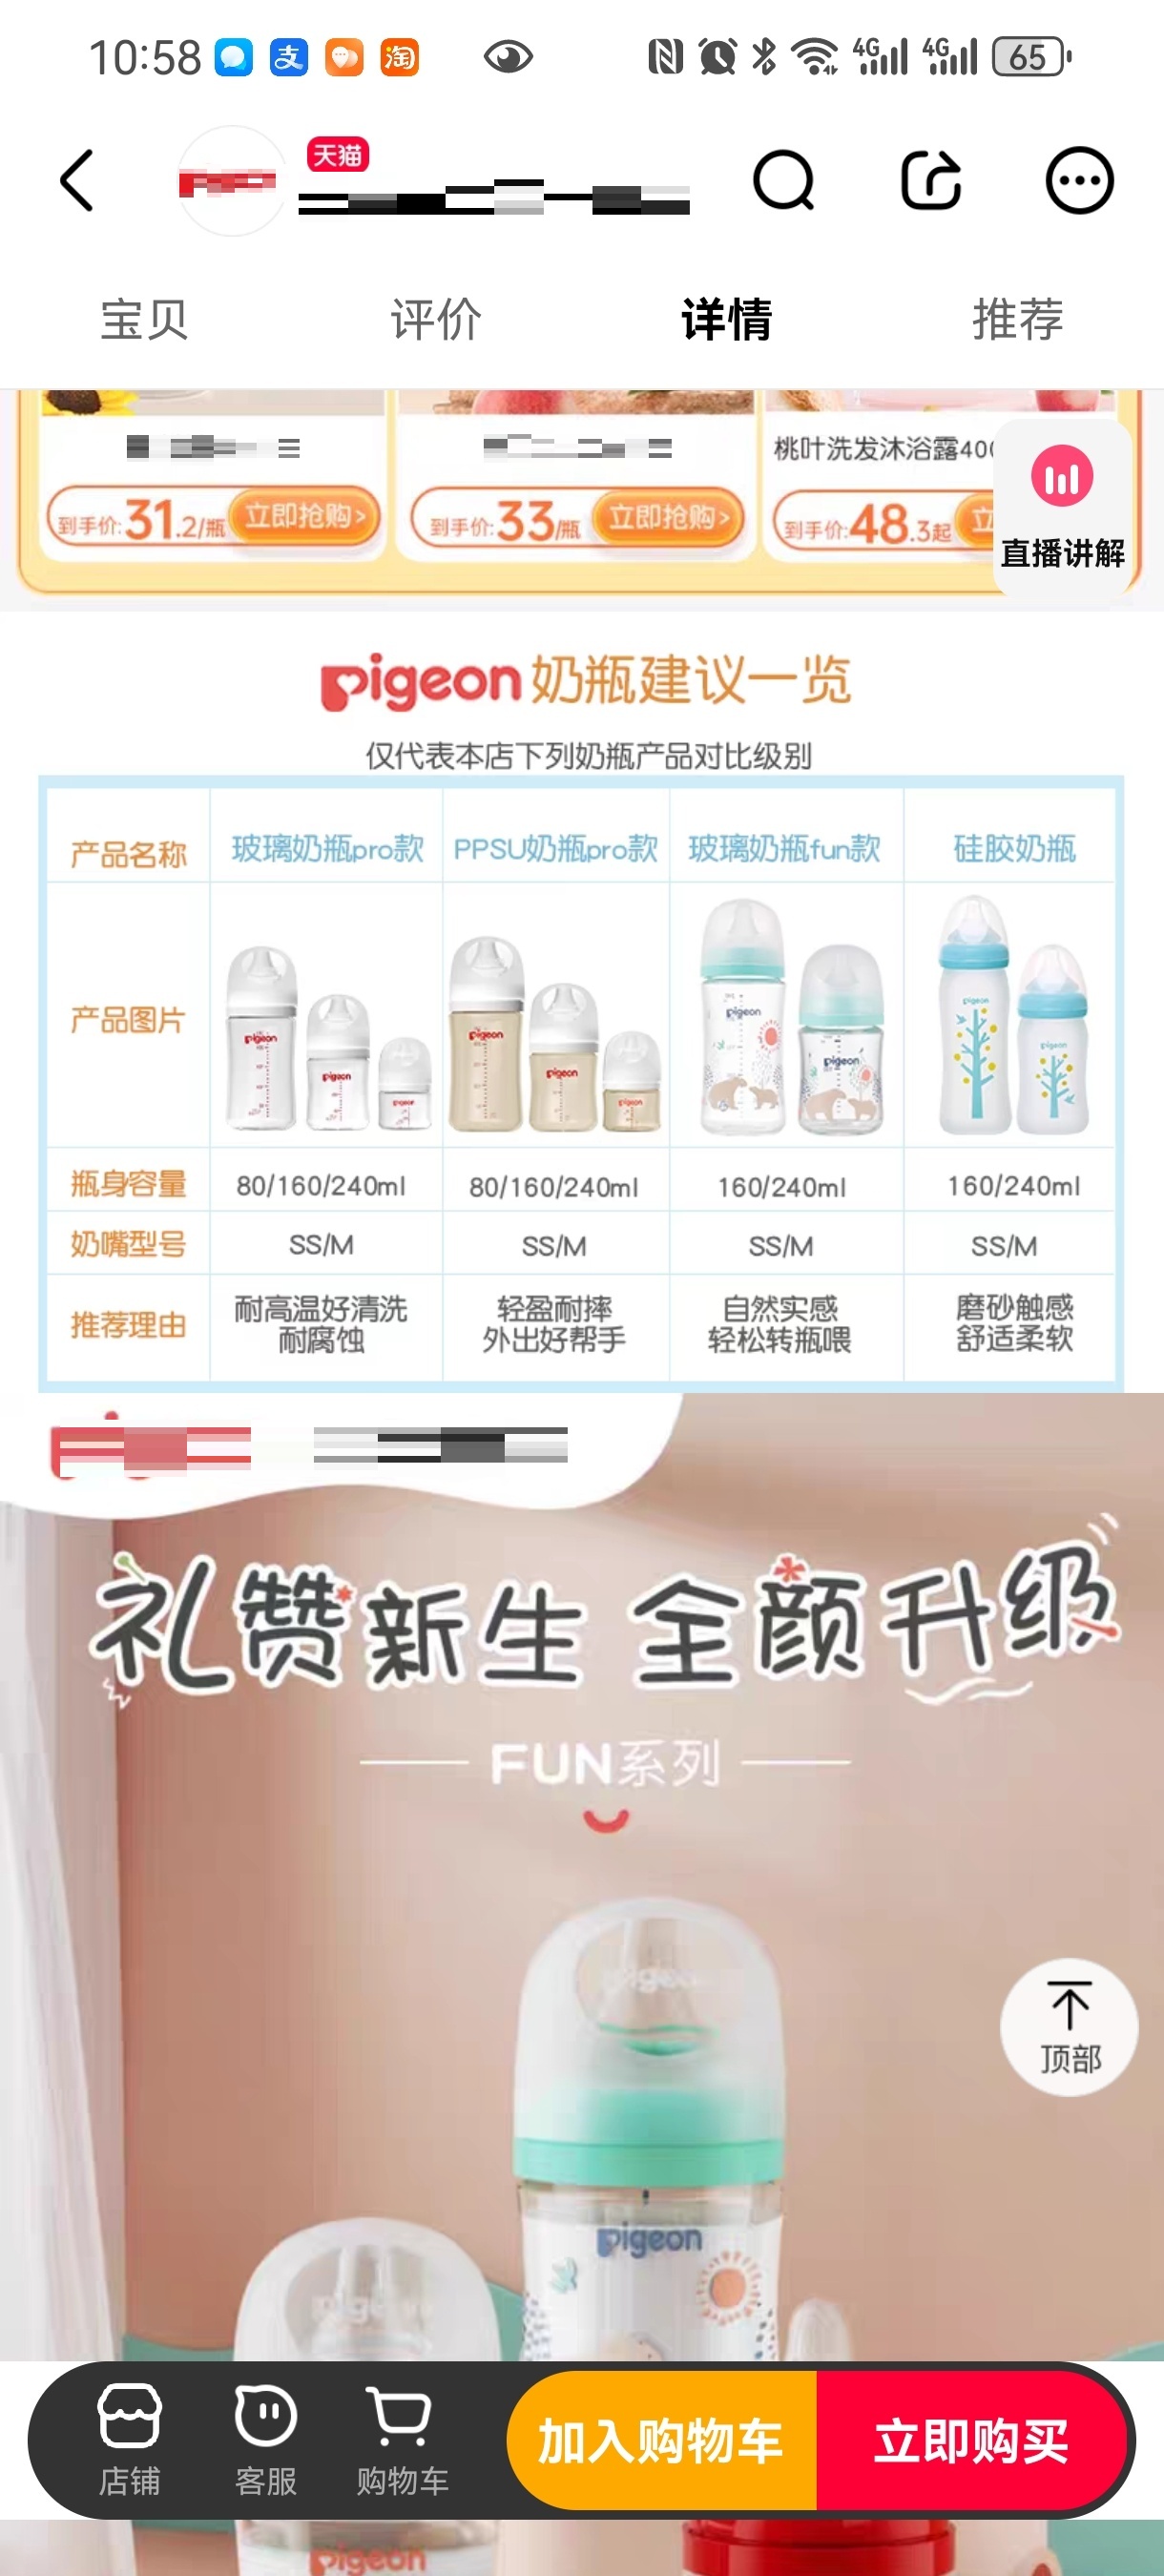 10:58
支
淘
4G
4G
65
天猫
宝贝 评价 详情 推荐
桃叶洗发沐浴露40
到手价:31.2/瓶 立即抢购>
到手价:33/瓶 立即抢购>
到手价:48.3起 立
直播讲解
pigeon 奶瓶建议一览
仅代表本店下列奶瓶产品对比级别
产品名称 玻璃奶瓶pro款 PPSU奶瓶pro款 玻璃奶瓶fun款 硅胶奶瓶
产品图片
pigeon pigeon pigeon pigeon pigeon pigeon pigeon pigeon pigeon pigeon
瓶身容量 80/160/240ml 80/160/240ml 160/240ml 160/240ml
奶嘴型号 SS/M SS/M SS/M SS/M
推荐理由 耐高温好清洗 轻盈耐摔 自然实感 磨砂触感
耐腐蚀 外出好帮手 轻松转瓶喂 舒适柔软
礼赞新生 全颜升级
FUN系列
pigeon
顶部
pigeon
pigeon
店铺 客服 购物车 加入购物车 立即购买
pigeon